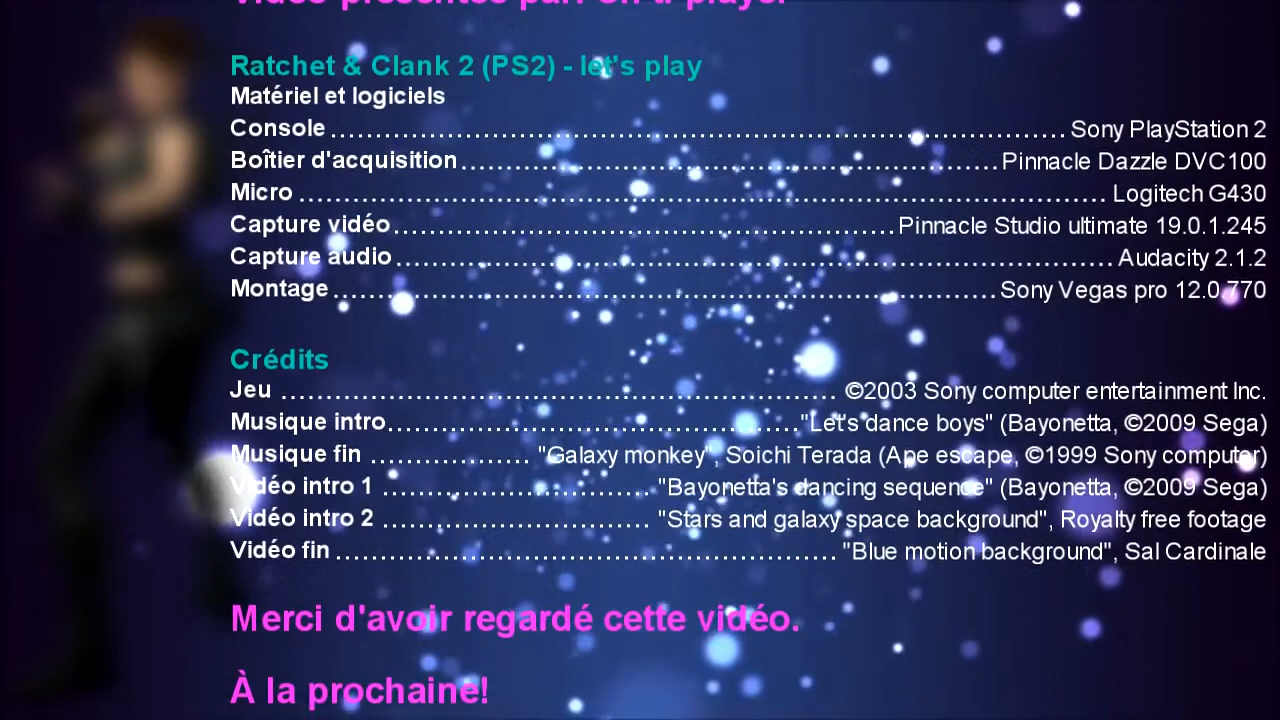 Vidéo présentée par:
Ratchet & Clank 2 (PS2) - let's play
Matériel et logiciels
Console ........................ Sony PlayStation 2
Boîtier d'acquisition ........................ Pinnacle Dazzle DVC100
Micro ........................ Logitech G430
Capture vidéo ........................ Pinnacle Studio ultimate 19.0.1.245
Capture audio ........................ Audacity 2.1.2
Montage ........................ Sony Vegas pro 12.0.770
Crédits
Jeu ........................ ©2003 Sony computer entertainment Inc.
Musique intro ........................ "Let's dance boys" (Bayonetta, ©2009 Sega)
Musique fin ........................ "Galaxy monkey", Soichi Terada (Ape escape, ©1999 Sony computer)
Vidéo intro 1 ........................ "Bayonetta's dancing sequence" (Bayonetta, ©2009 Sega)
Vidéo intro 2 ........................ "Stars and galaxy space background", Royalty free footage
Vidéo fin ........................ "Blue motion background", Sal Cardinale
Merci d'avoir regardé cette vidéo.
À la prochaine!